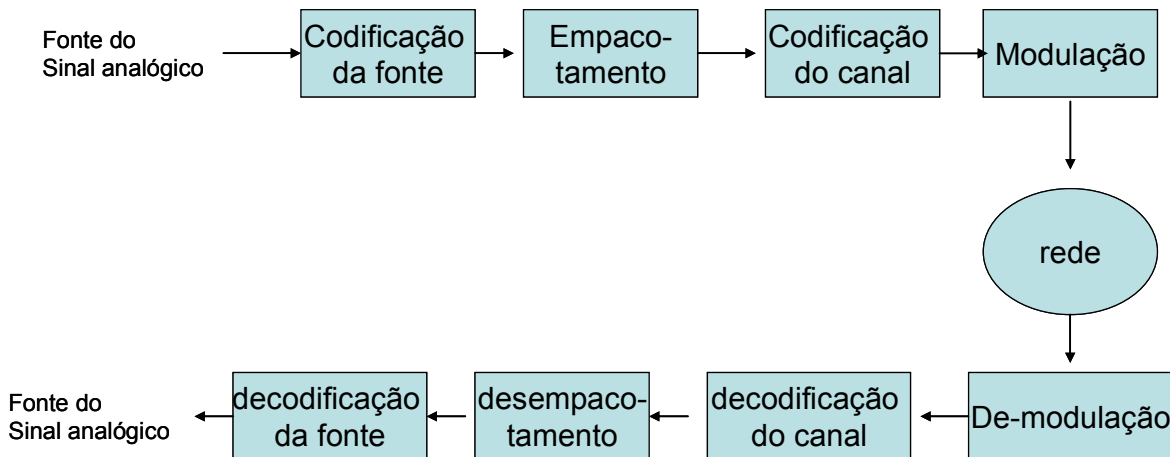 Fonte do
Sinal analógico
Codificação
da fonte
Empaco-
tamento
Codificação
do canal
Modulação
rede
Fonte do
Sinal analógico
decodificação
da fonte
desempaco-
tamento
decodificação
do canal
De-modulação